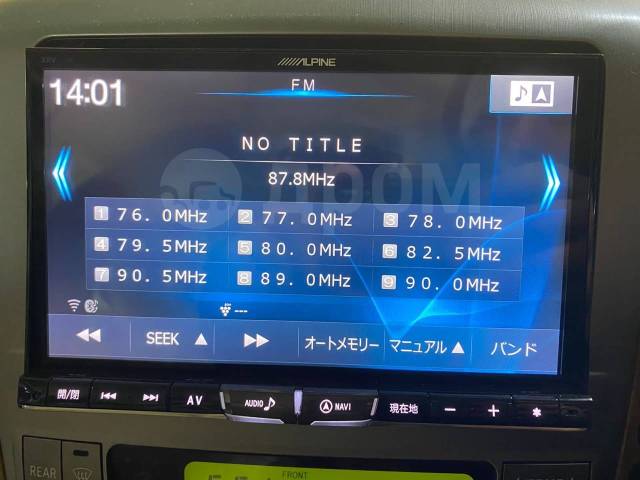 ALPINE
FM
14:01
NO TITLE
87.8MHz
ДРОМ
1 76.0MHz 2 77.0MHz 3 78.0MHz
4 79.5MHz 5 80.0MHz 6 82.5MHz
7 90.5MHz 8 89.0MHz 9 90.0MHz
---
SEEK ▲ オートメモリー マニュアル▲ バンド
開/閉 AV AUDIO♪ NAVI 現在地 - + ✱
REAR FRONT